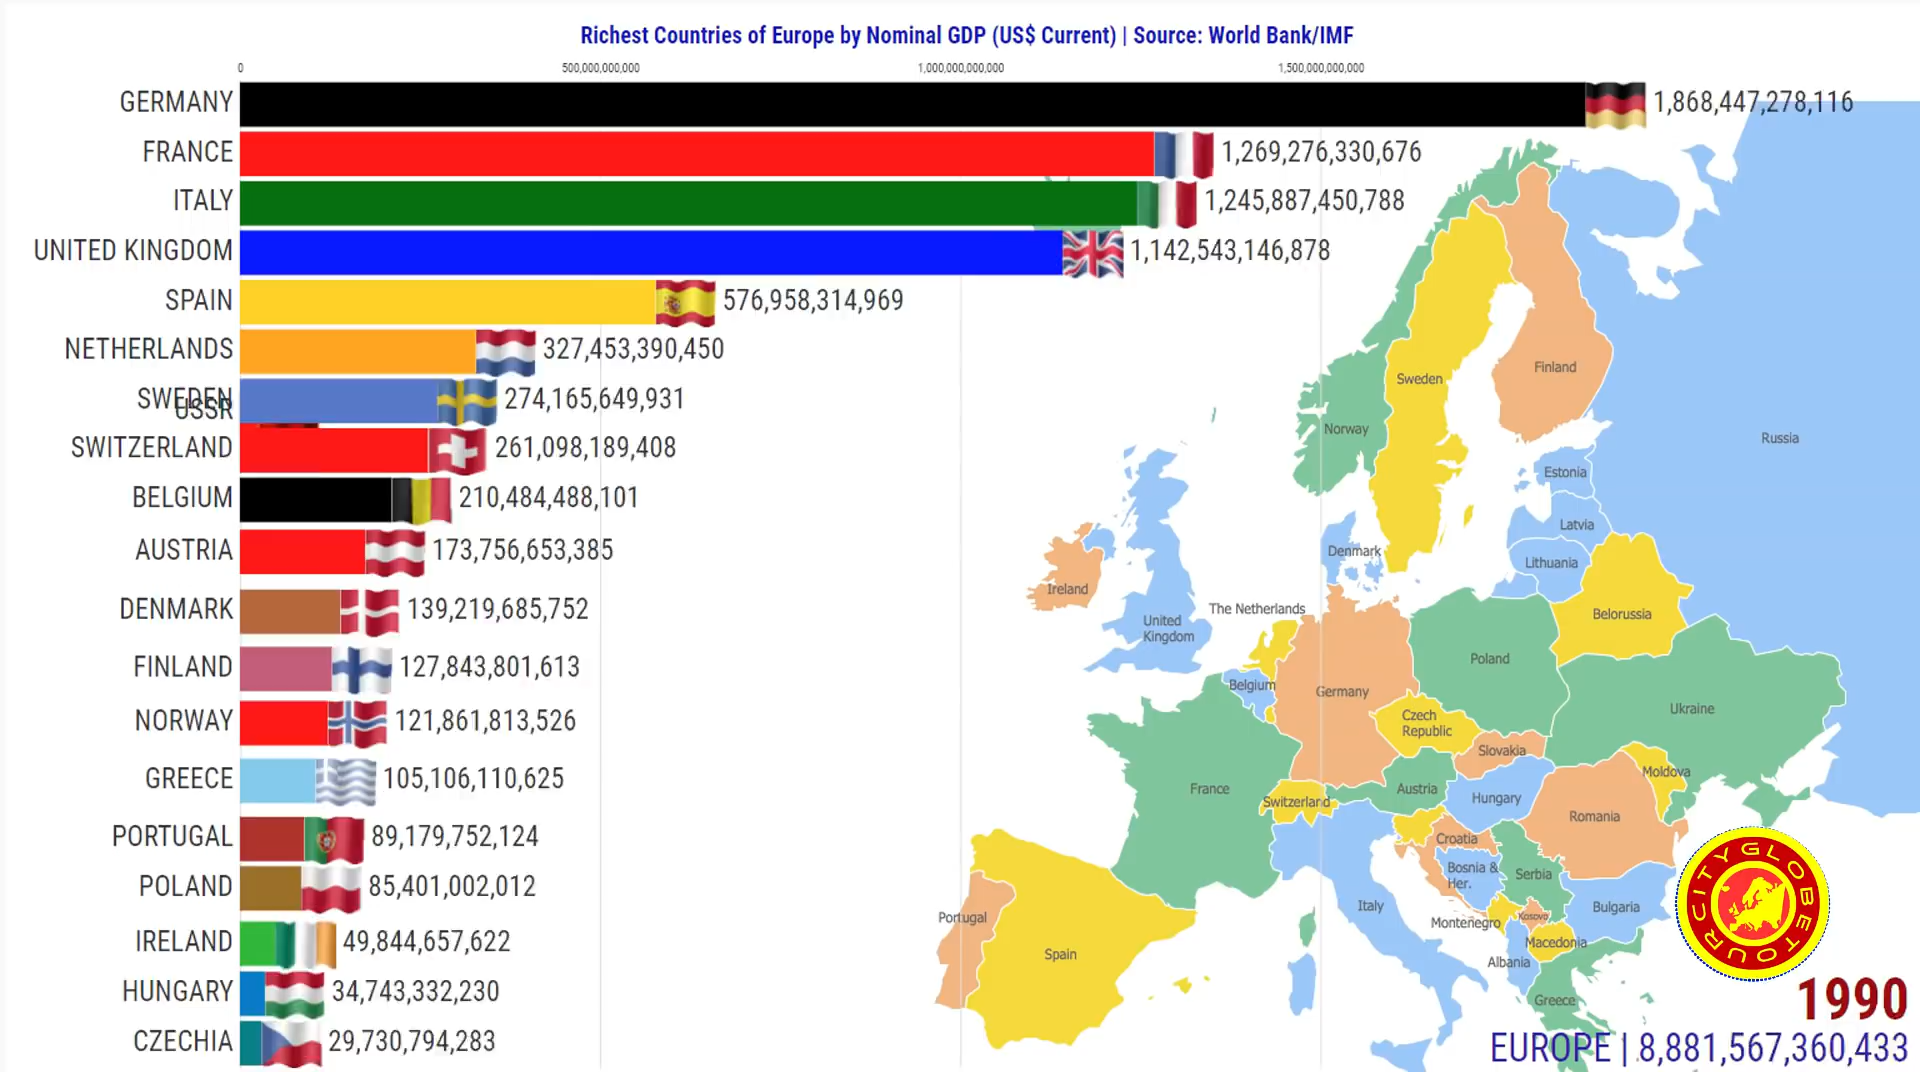 Richest Countries of Europe by Nominal GDP (US$ Current) | Source: World Bank/IMF
0 500,000,000,000 1,000,000,000,000 1,500,000,000,000
GERMANY 1,868,447,278,116
FRANCE 1,269,276,330,676
ITALY 1,245,887,450,788
UNITED KINGDOM 1,142,543,146,878
SPAIN 576,958,314,969
NETHERLANDS 327,453,390,450
SWEDEN 274,165,649,931
USSR
SWITZERLAND 261,098,189,408
BELGIUM 210,484,488,101
AUSTRIA 173,756,653,385
DENMARK 139,219,685,752
FINLAND 127,843,801,613
NORWAY 121,861,813,526
GREECE 105,106,110,625
PORTUGAL 89,179,752,124
POLAND 85,401,002,012
IRELAND 49,844,657,622
HUNGARY 34,743,332,230
CZECHIA 29,730,794,283
Finland
Sweden
Norway
Russia
Estonia
Latvia
Denmark
Lithuania
Ireland
The Netherlands
Belorussia
United
Kingdom
Poland
Belgium
Germany
Ukraine
Czech
Republic
Slovakia
Moldova
France
Austria
Switzerland
Hungary
Romania
Croatia
Bosnia &
Her.
Serbia
Italy
Bulgaria
Portugal
Kosovo
Montenegro
Macedonia
Spain
Albania
Greece
CITYGLOBETOUR
1990
EUROPE | 8,881,567,360,433